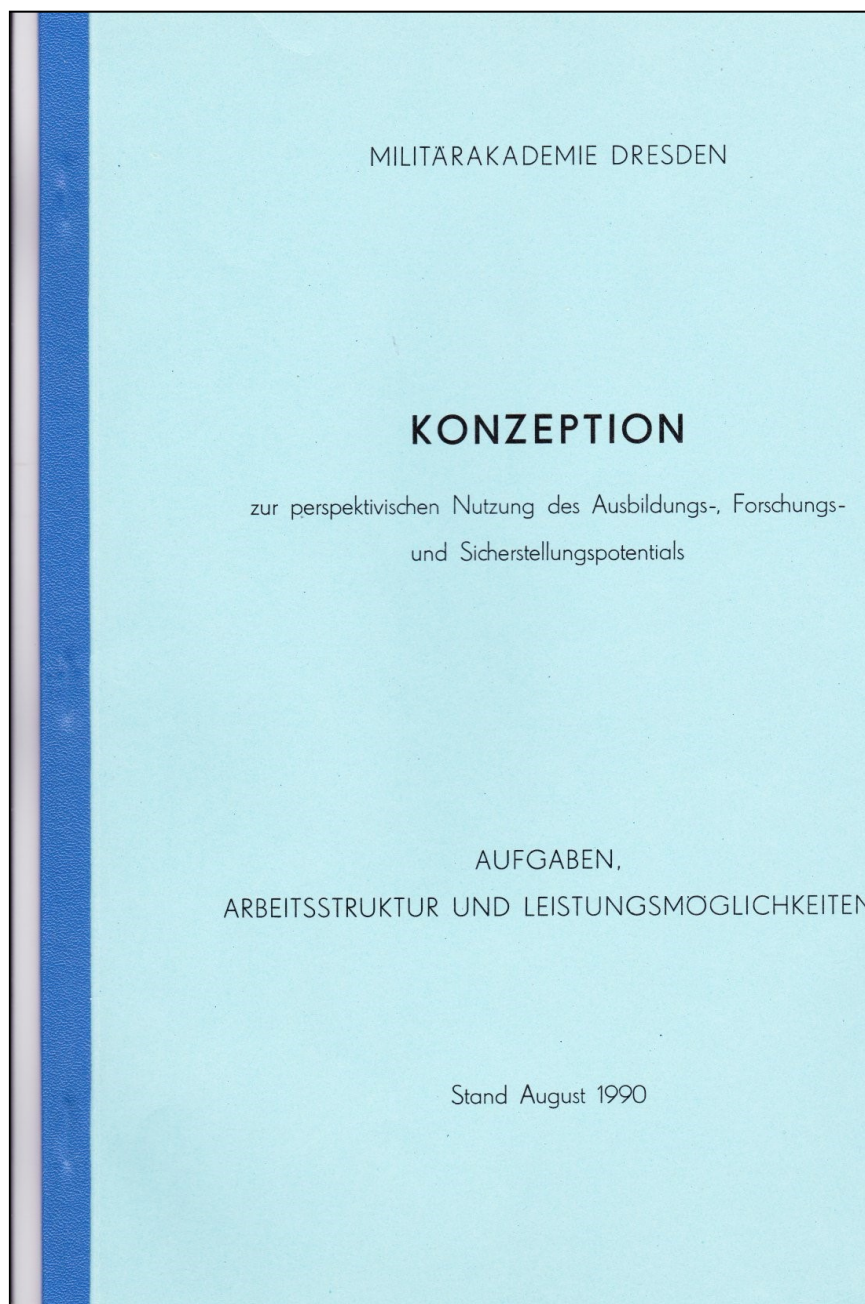 MILITÄRAKADEMIE DRESDEN
KONZEPTION
zur perspektivischen Nutzung des Ausbildungs-, Forschungs-
und Sicherstellungspotentials
AUFGABEN,
ARBEITSSTRUKTUR UND LEISTUNGSMÖGLICHKEITEN
Stand August 1990